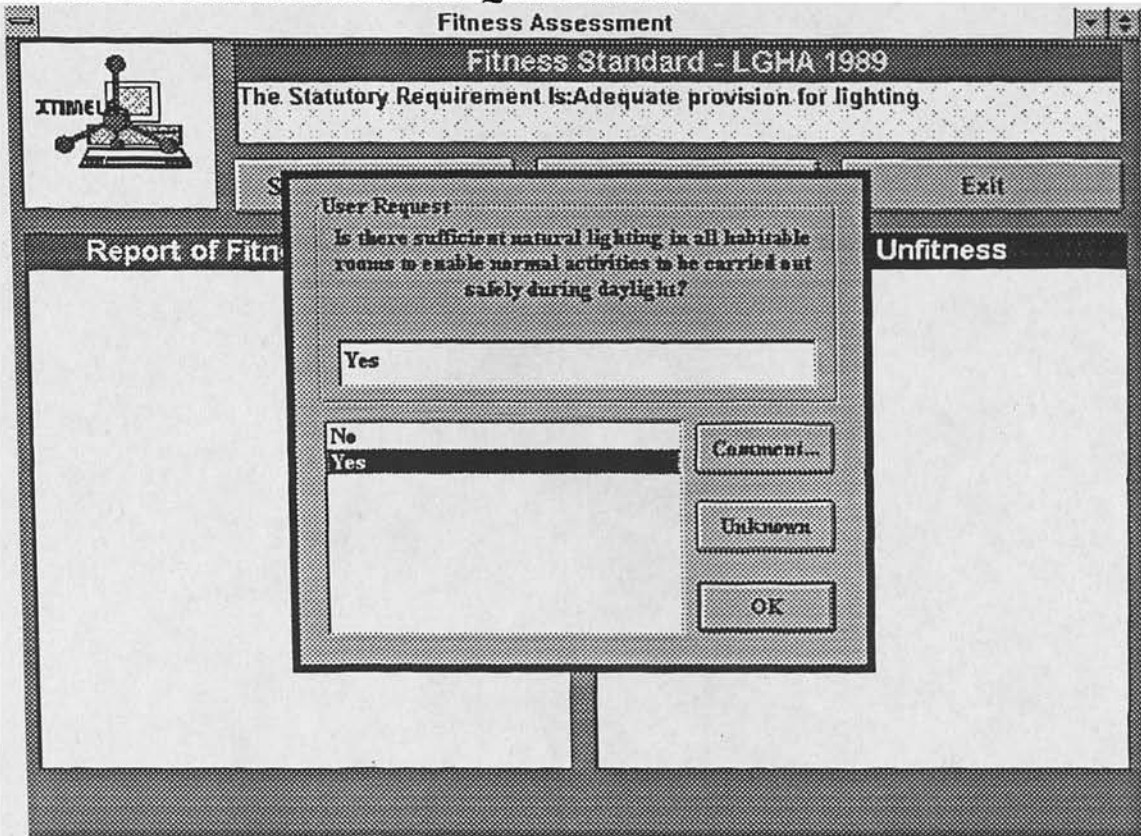 Fitness Assessment
Fitness Standard - LGHA 1989
The Statutory Requirement Is:Adequate provision for lighting
XTIMEL
S
Exit
User Request
Is there sufficient natural lighting in all habitable
rooms to enable normal activities to be carried out
safely during daylight?
Report of Fitn
Unfitness
Yes
No
Yes
Comment...
Unknown
OK